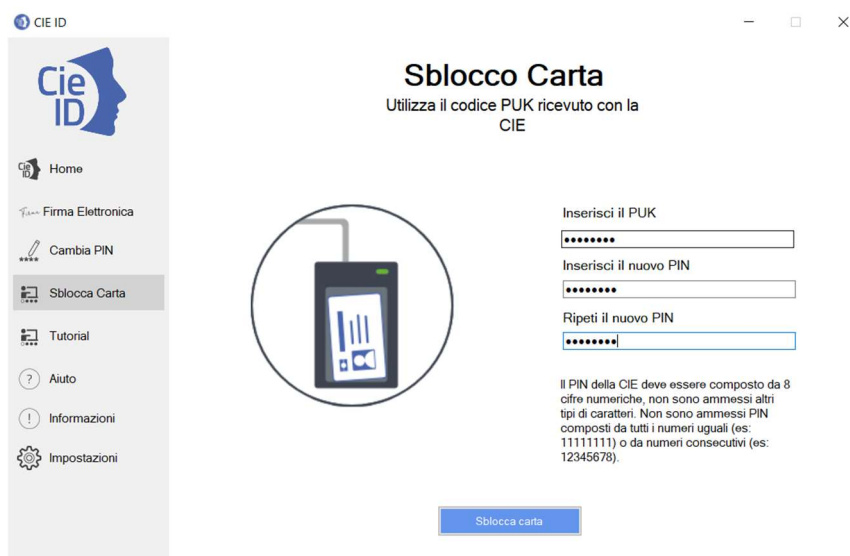 CIE ID
Cie
ID
Cie
ID
Home
Firma
Firma Elettronica
Cambia PIN
Sblocca Carta
Tutorial
Aiuto
Informazioni
Impostazioni
Sblocco Carta
Utilizza il codice PUK ricevuto con la
CIE
Inserisci il PUK
••••••••
Inserisci il nuovo PIN
••••••••
Ripeti il nuovo PIN
••••••••
Il PIN della CIE deve essere composto da 8
cifre numeriche, non sono ammessi altri
tipi di caratteri. Non sono ammessi PIN
composti da tutti i numeri uguali (es:
11111111) o da numeri consecutivi (es:
12345678).
Sblocca carta